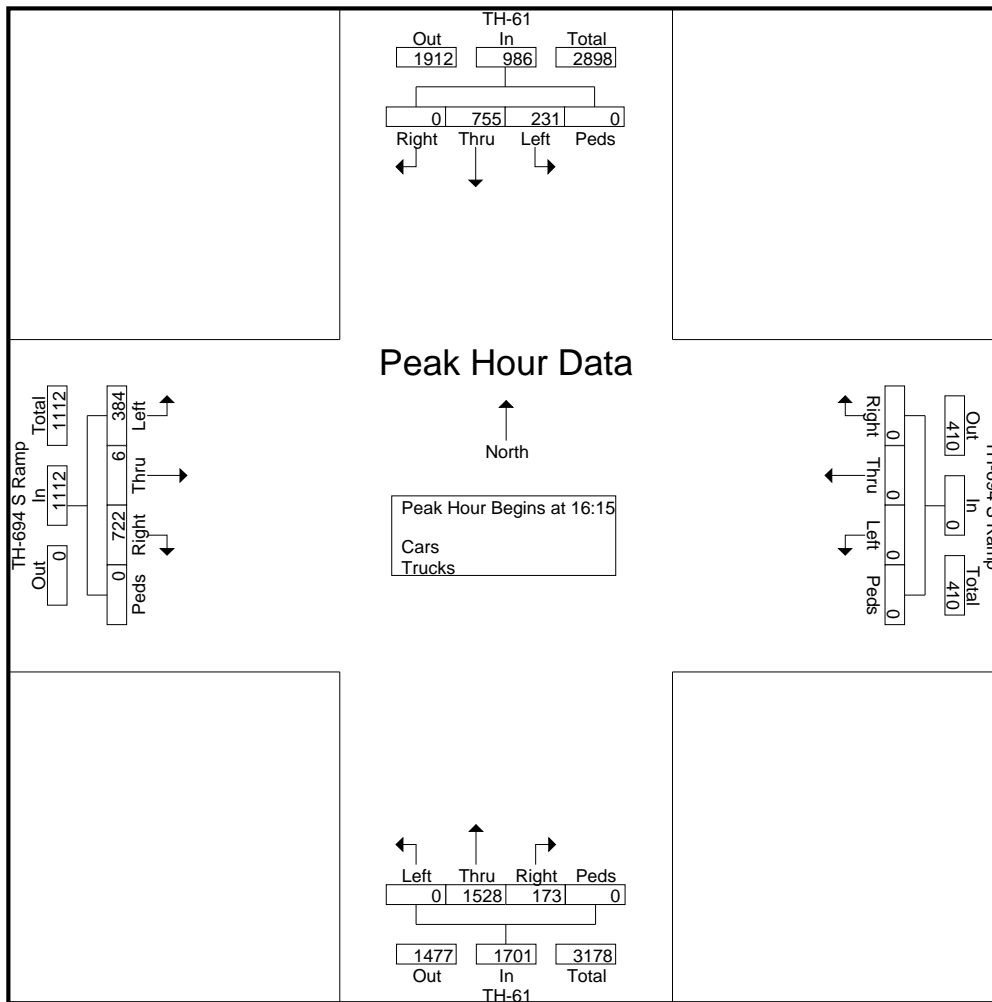 TH-61
Out In Total
1912 986 2898
0 755 231 0
Right Thru Left Peds
Peak Hour Data
North
Peak Hour Begins at 16:15
Cars
Trucks
TH-694 S Ramp
Out In Total
0 1112 1112
Left Thru Right Peds
384 6 722 0
TH-694 S Ramp
Out In Total
410 0 410
Right Thru Left Peds
0 0 0 0
Left Thru Right Peds
0 1528 173 0
1477 1701 3178
Out In Total
TH-61